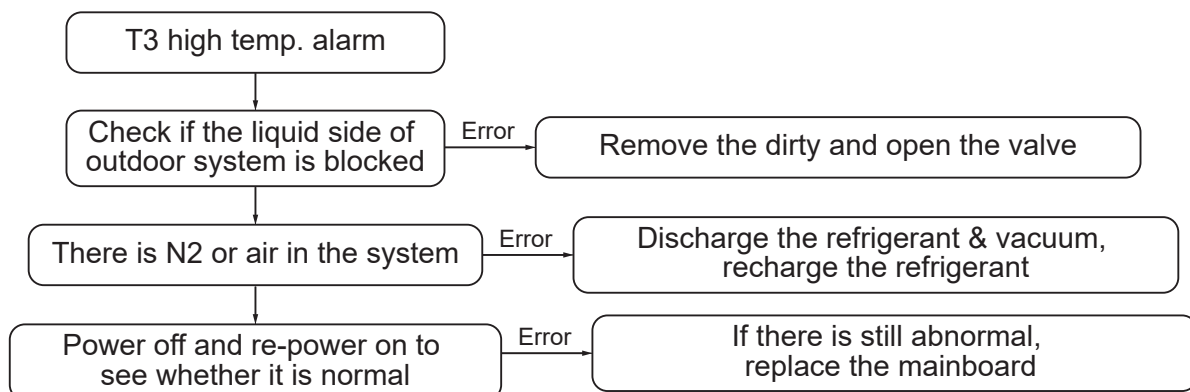 T3 high temp. alarm
Check if the liquid side of
outdoor system is blocked
Error
Remove the dirty and open the valve
There is N2 or air in the system
Error
Discharge the refrigerant & vacuum,
recharge the refrigerant
Power off and re-power on to
see whether it is normal
Error
If there is still abnormal,
replace the mainboard